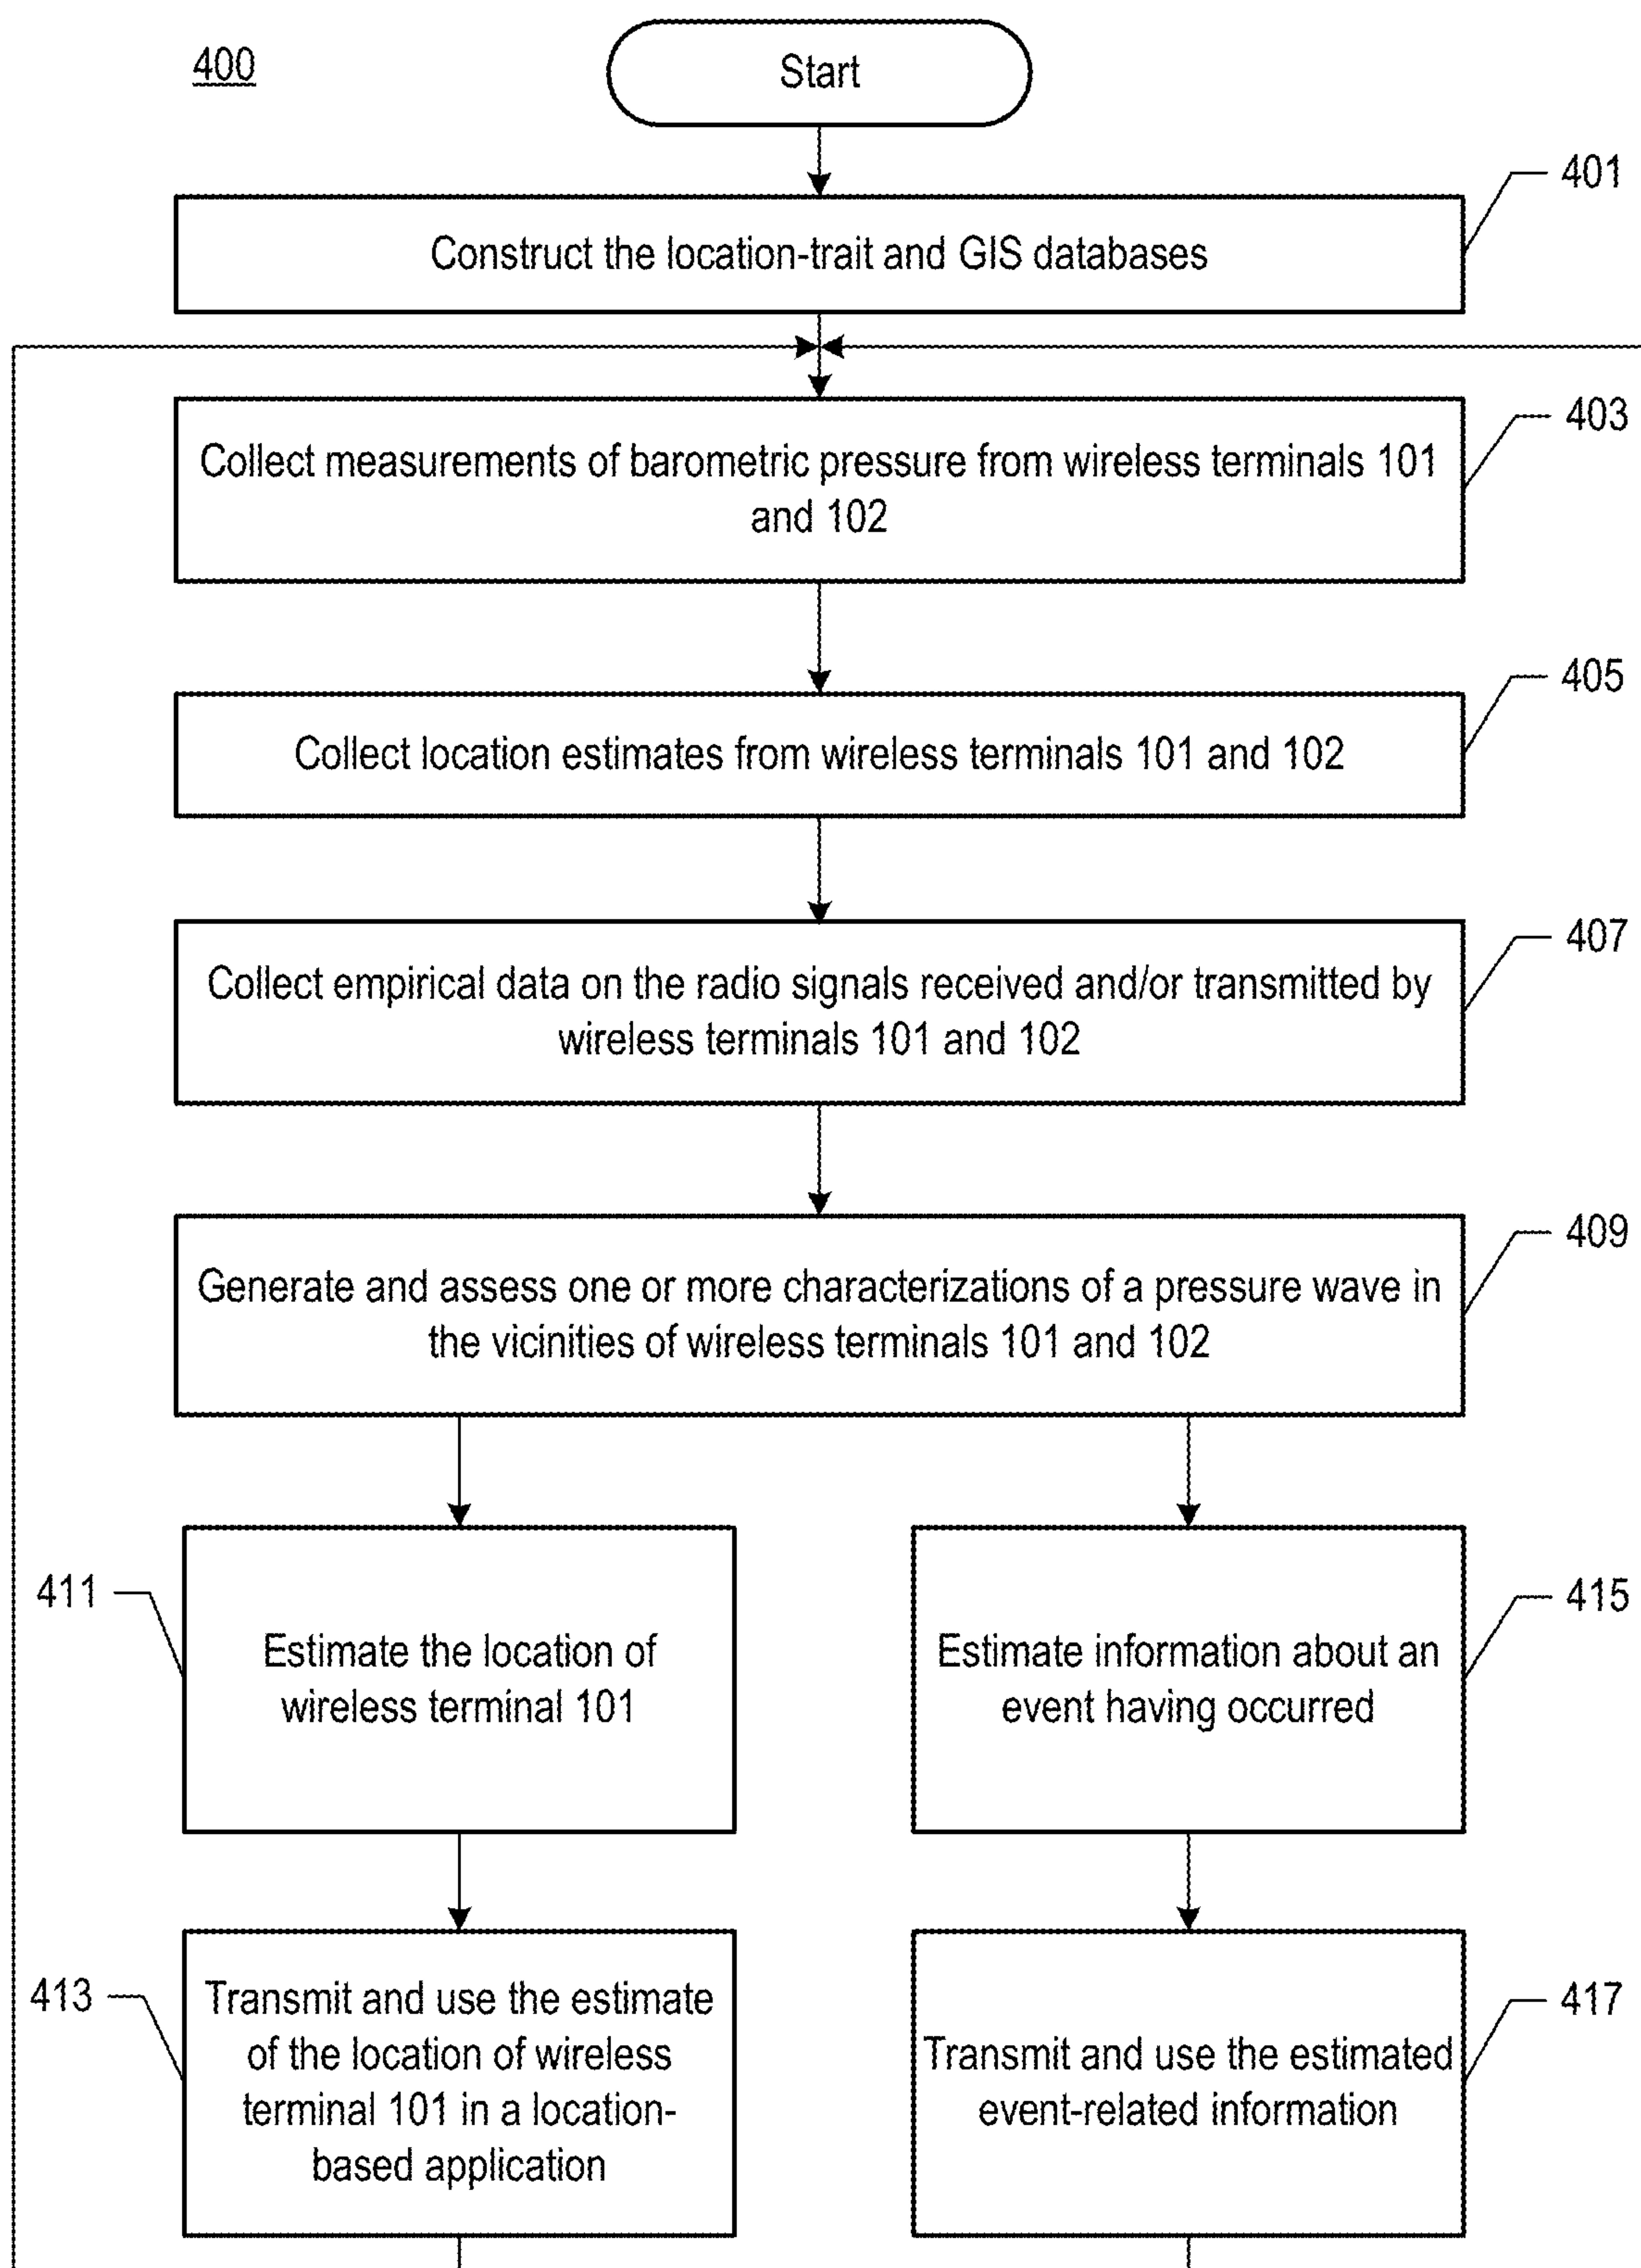 400
Start
401
Construct the location-trait and GIS databases
403
Collect measurements of barometric pressure from wireless terminals 101
and 102
405
Collect location estimates from wireless terminals 101 and 102
407
Collect empirical data on the radio signals received and/or transmitted by
wireless terminals 101 and 102
409
Generate and assess one or more characterizations of a pressure wave in
the vicinities of wireless terminals 101 and 102
411
Estimate the location of
wireless terminal 101
415
Estimate information about an
event having occurred
413
Transmit and use the estimate
of the location of wireless
terminal 101 in a location-
based application
417
Transmit and use the estimated
event-related information